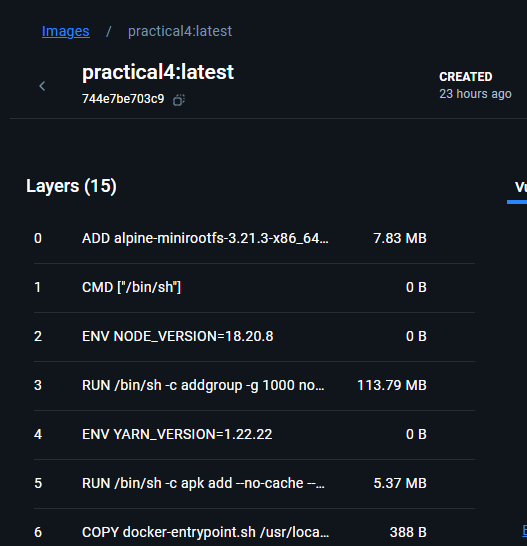 Images / practical4:latest
practical4:latest
744e7be703c9
CREATED
23 hours ago
Layers (15)
0 ADD alpine-minirootfs-3.21.3-x86_64... 7.83 MB
1 CMD ["/bin/sh"] 0 B
2 ENV NODE_VERSION=18.20.8 0 B
3 RUN /bin/sh -c addgroup -g 1000 no... 113.79 MB
4 ENV YARN_VERSION=1.22.22 0 B
5 RUN /bin/sh -c apk add --no-cache --... 5.37 MB
6 COPY docker-entrypoint.sh /usr/loca... 388 B